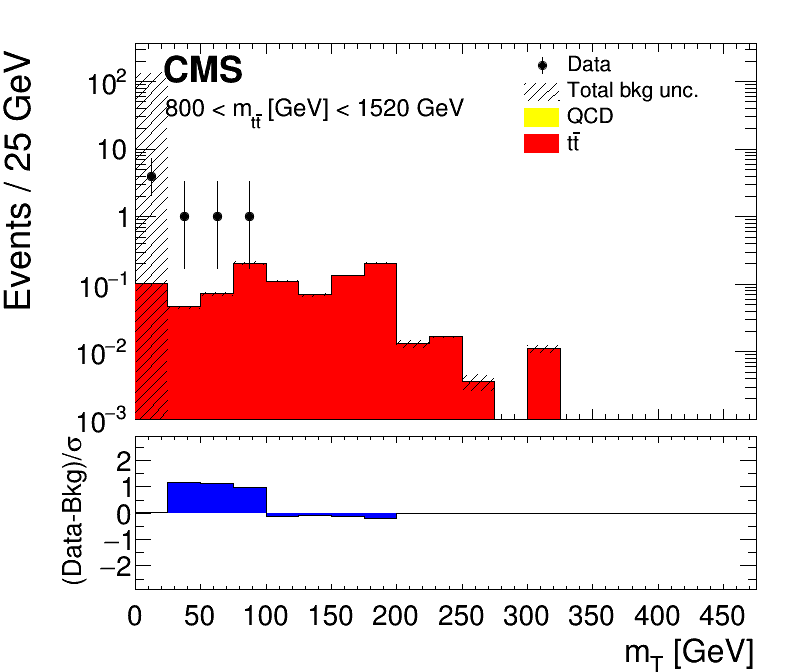 CMS
800 < m_tt̄ [GeV] < 1520 GeV
Data
Total bkg unc.
QCD
tt̄
Events / 25 GeV
10²
10
1
10⁻¹
10⁻²
10⁻³
(Data-Bkg)/σ
2
1
0
−1
−2
0 50 100 150 200 250 300 350 400 450
m_T [GeV]